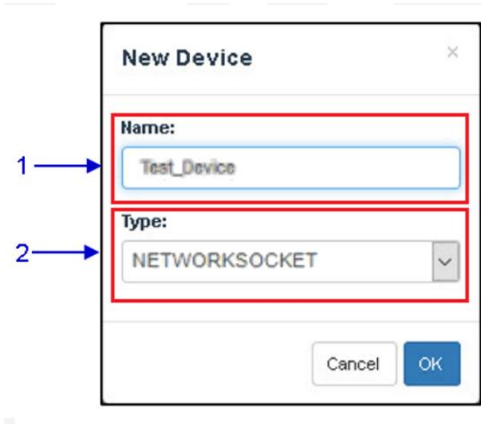 New Device ×
Name:
1 Test_Device
Type:
2 NETWORKSOCKET
Cancel OK